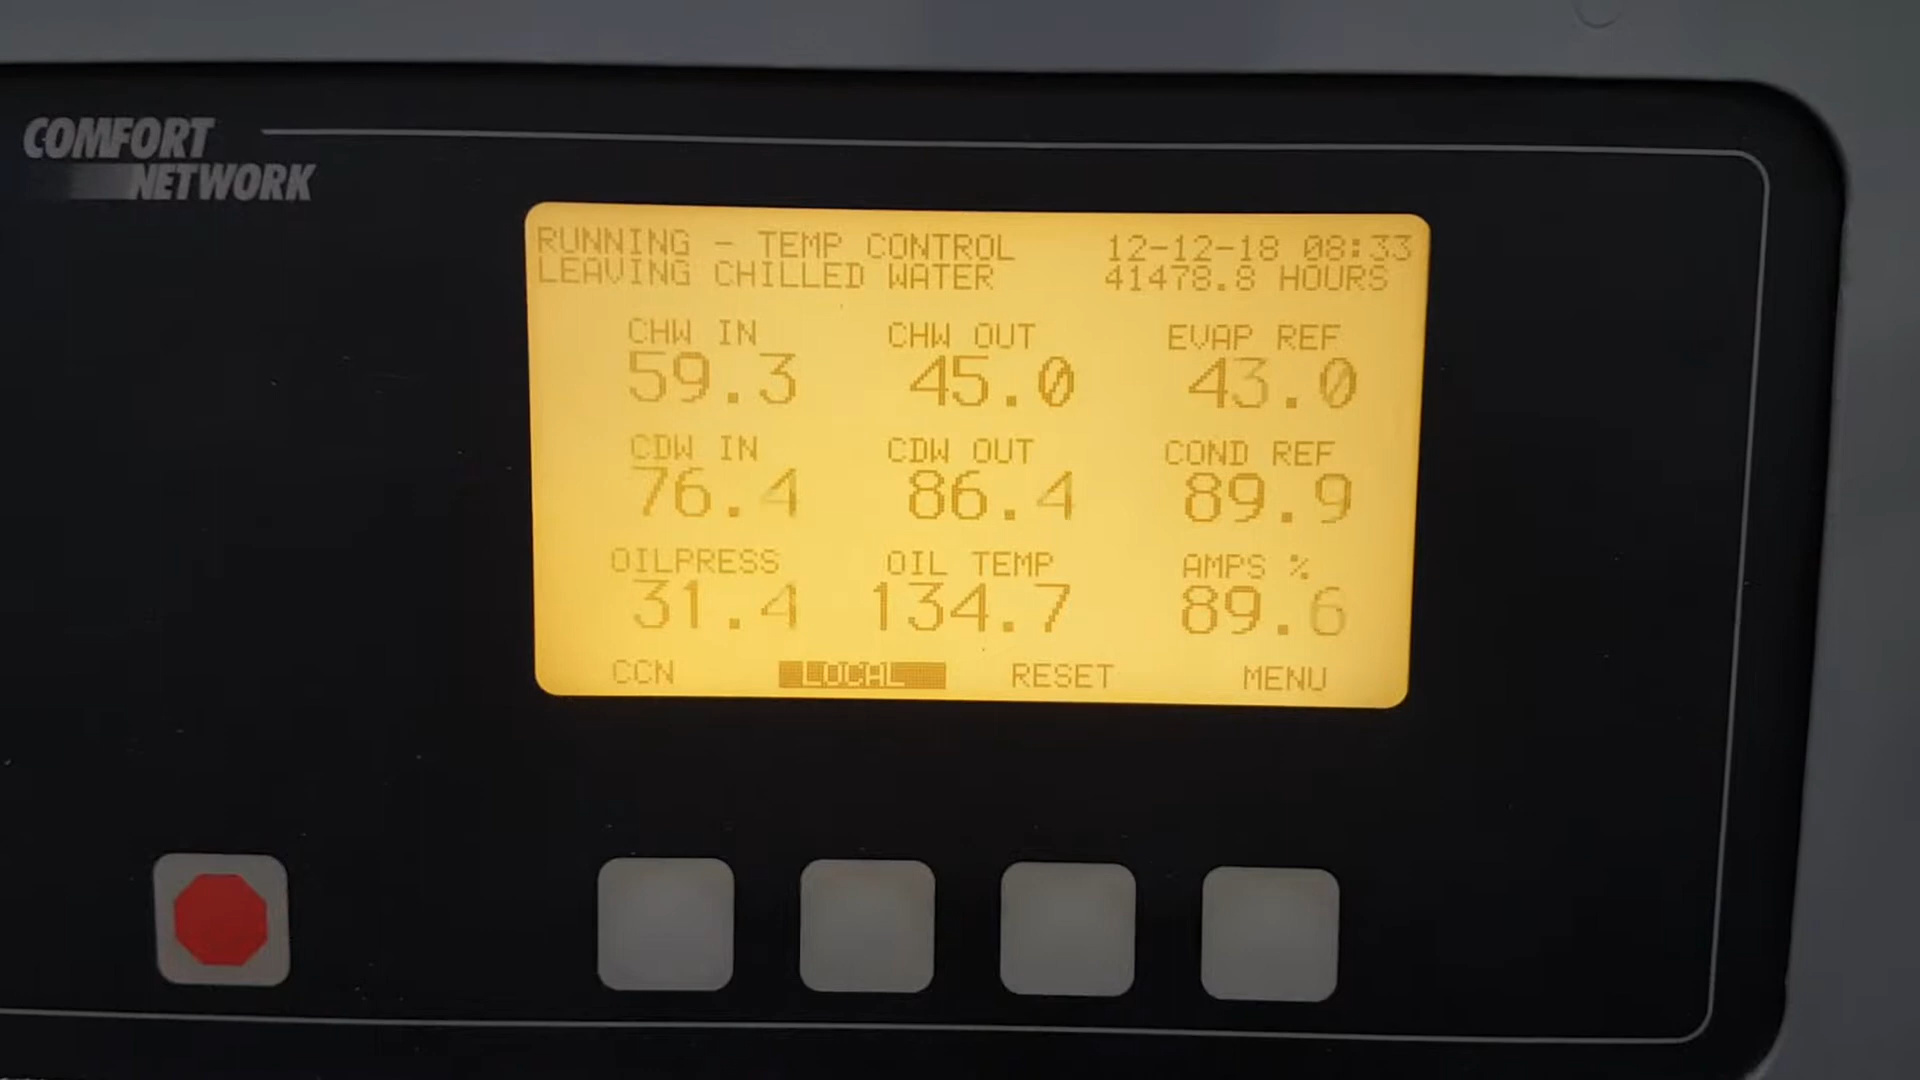 COMFORT
NETWORK
RUNNING - TEMP CONTROL 12-12-18 08:33
LEAVING CHILLED WATER 41478.8 HOURS
CHW IN CHW OUT EVAP REF
59.3 45.0 43.0
CDW IN CDW OUT COND REF
76.4 86.4 89.9
OILPRESS OIL TEMP AMPS %
31.4 134.7 89.6
CCN LOCAL RESET MENU